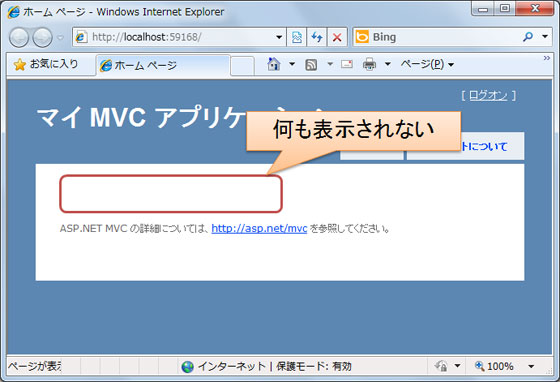 ホーム ページ - Windows Internet Explorer
http://localhost:59168/
Bing
お気に入り
ホーム ページ
ページ(P)
[ ログオン ]
マイ MVC アプリケーション
何も表示されない
トについて
ASP.NET MVC の詳細については、http://asp.net/mvc を参照してください。
ページが表示
インターネット | 保護モード: 有効
100%